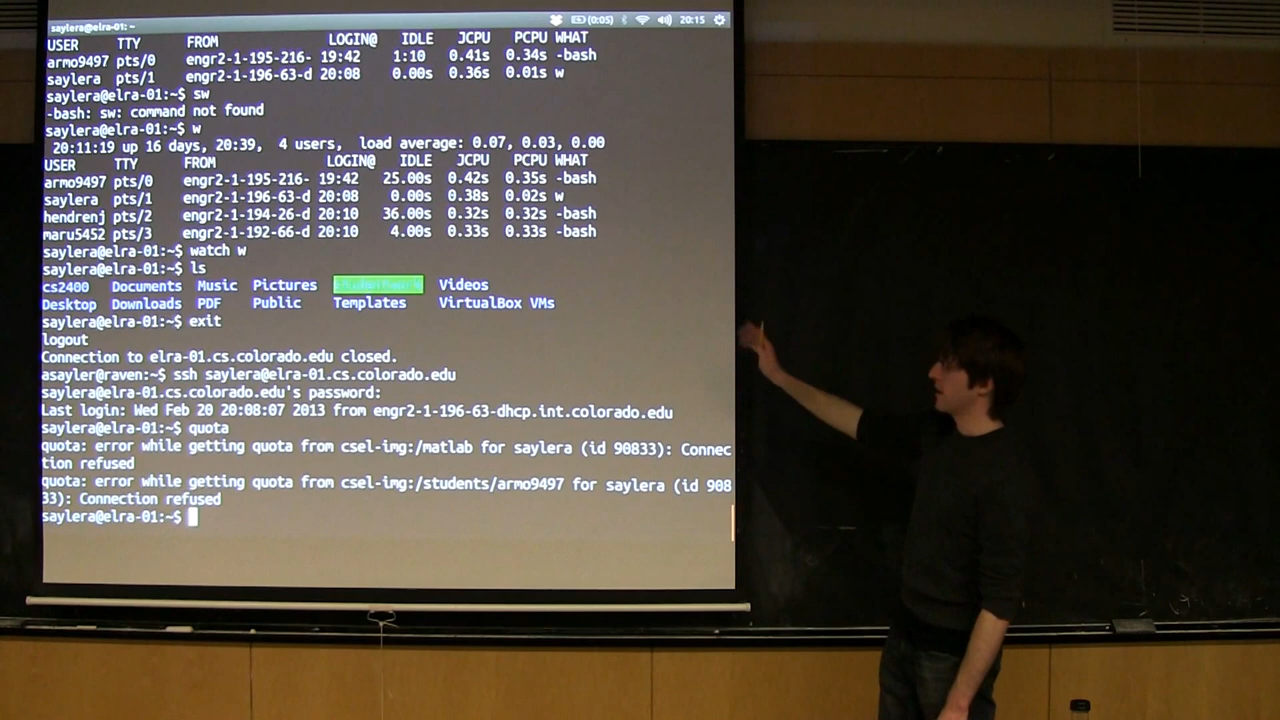 saylera@elra-01: ~ (0:05) 20:15
USER TTY FROM LOGIN@ IDLE JCPU PCPU WHAT
armo9497 pts/0 engr2-1-195-216- 19:42 1:10 0.41s 0.34s -bash
saylera pts/1 engr2-1-196-63-d 20:08 0.00s 0.36s 0.01s w
saylera@elra-01:~$ sw
-bash: sw: command not found
saylera@elra-01:~$ w
20:11:19 up 16 days, 20:39, 4 users, load average: 0.07, 0.03, 0.00
USER TTY FROM LOGIN@ IDLE JCPU PCPU WHAT
armo9497 pts/0 engr2-1-195-216- 19:42 25.00s 0.42s 0.35s -bash
saylera pts/1 engr2-1-196-63-d 20:08 0.00s 0.38s 0.02s w
hendrenj pts/2 engr2-1-194-26-d 20:10 36.00s 0.32s 0.32s -bash
maru5452 pts/3 engr2-1-192-66-d 20:10 4.00s 0.33s 0.33s -bash
saylera@elra-01:~$ watch w
saylera@elra-01:~$ ls
cs2400 Documents Music Pictures Videos
Desktop Downloads PDF Public Templates VirtualBox VMs
saylera@elra-01:~$ exit
logout
Connection to elra-01.cs.colorado.edu closed.
asayler@raven:~$ ssh saylera@elra-01.cs.colorado.edu
saylera@elra-01.cs.colorado.edu's password:
Last login: Wed Feb 20 20:08:07 2013 from engr2-1-196-63-dhcp.int.colorado.edu
saylera@elra-01:~$ quota
quota: error while getting quota from csel-img:/matlab for saylera (id 90833): Connec
tion refused
quota: error while getting quota from csel-img:/students/armo9497 for saylera (id 908
33): Connection refused
saylera@elra-01:~$